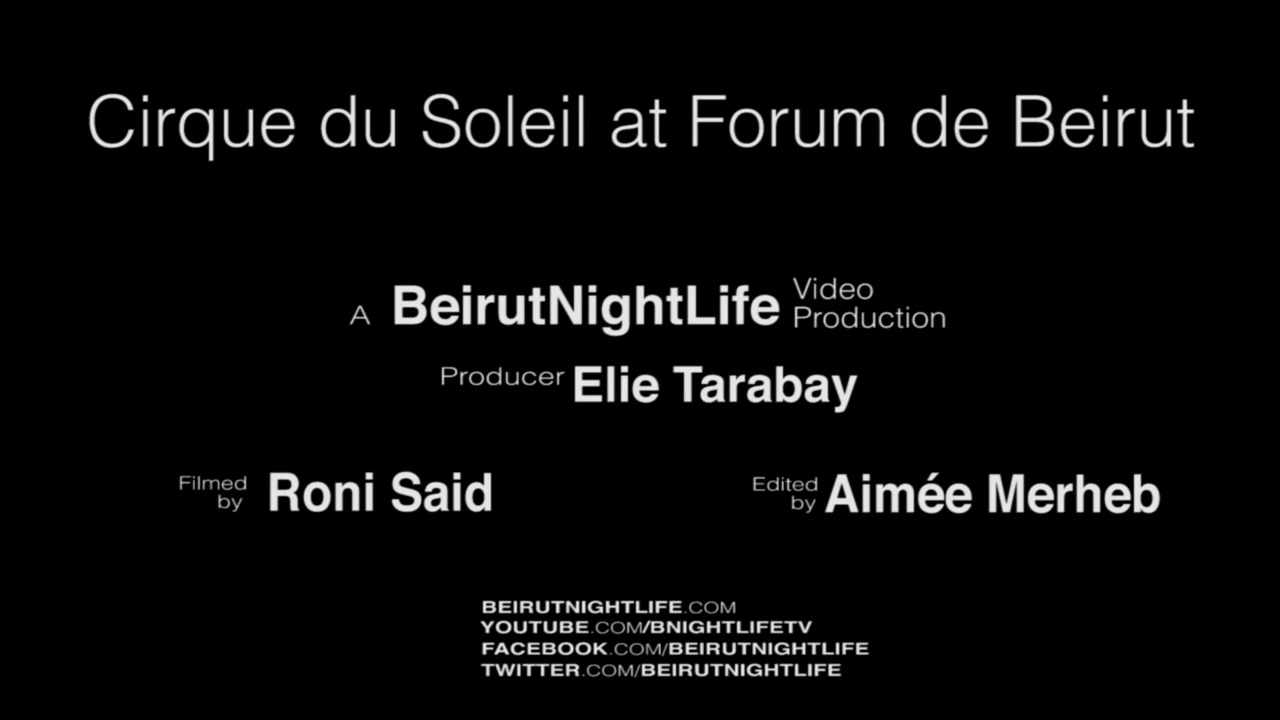 Cirque du Soleil at Forum de Beirut
A BeirutNightLife Video Production
Producer Elie Tarabay
Filmed by Roni Said
Edited by Aimée Merheb
BEIRUTNIGHTLIFE.COM
YOUTUBE.COM/BNIGHTLIFETV
FACEBOOK.COM/BEIRUTNIGHTLIFE
TWITTER.COM/BEIRUTNIGHTLIFE